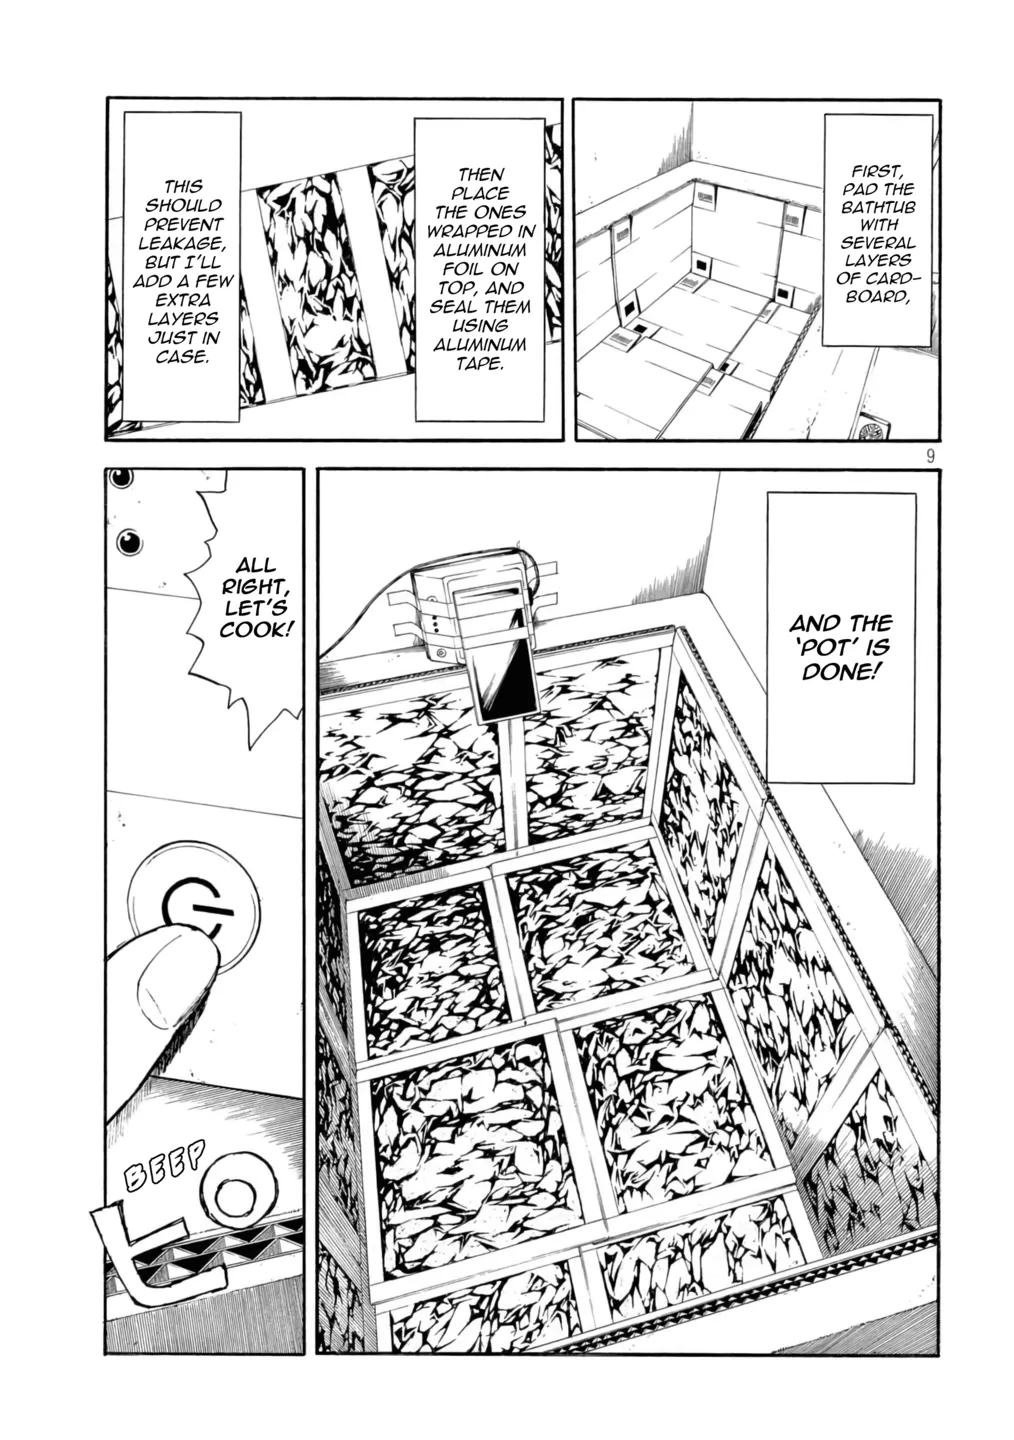 FIRST,
PAD THE
BATHTUB
WITH
SEVERAL
LAYERS
OF CARD-
BOARD,
THEN
PLACE
THE ONES
WRAPPED IN
ALUMINUM
FOIL ON
TOP, AND
SEAL THEM
USING
ALUMINUM
TAPE.
THIS
SHOULD
PREVENT
LEAKAGE,
BUT I'LL
ADD A FEW
EXTRA
LAYERS
JUST IN
CASE.
9
AND THE
'POT' IS
DONE!
ALL
RIGHT,
LET'S
COOK!
BEEP
ピ